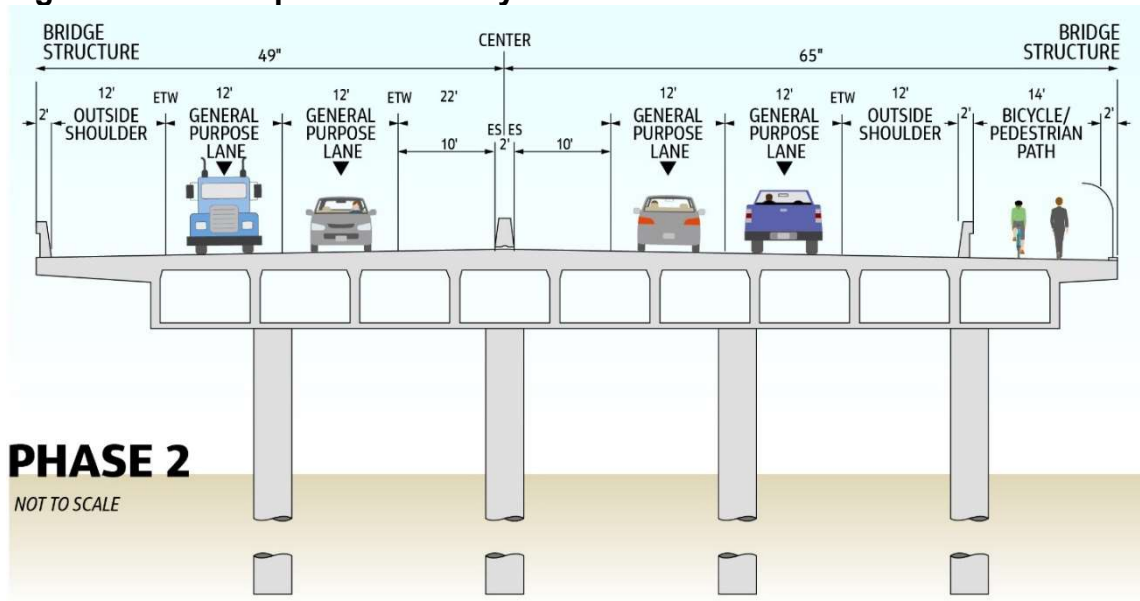 BRIDGE
STRUCTURE
CENTER
BRIDGE
STRUCTURE
49"
65"
2'
12'
OUTSIDE
SHOULDER
ETW
12'
GENERAL
PURPOSE
LANE
12'
GENERAL
PURPOSE
LANE
ETW
22'
10'
ES ES
2'
10'
12'
GENERAL
PURPOSE
LANE
12'
GENERAL
PURPOSE
LANE
ETW
12'
OUTSIDE
SHOULDER
2'
14'
BICYCLE/
PEDESTRIAN
PATH
2'
PHASE 2
NOT TO SCALE